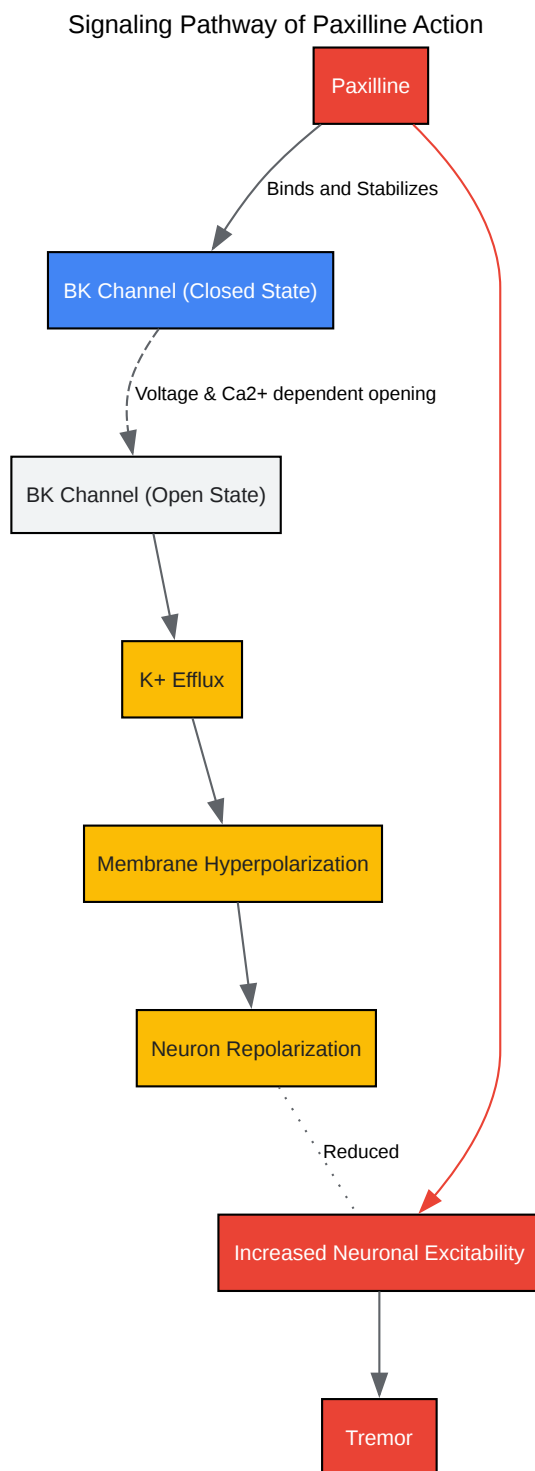 Signaling Pathway of Paxilline Action
Paxilline
Binds and Stabilizes
BK Channel (Closed State)
Voltage & Ca2+ dependent opening
BK Channel (Open State)
K+ Efflux
Membrane Hyperpolarization
Neuron Repolarization
Reduced
Increased Neuronal Excitability
Tremor